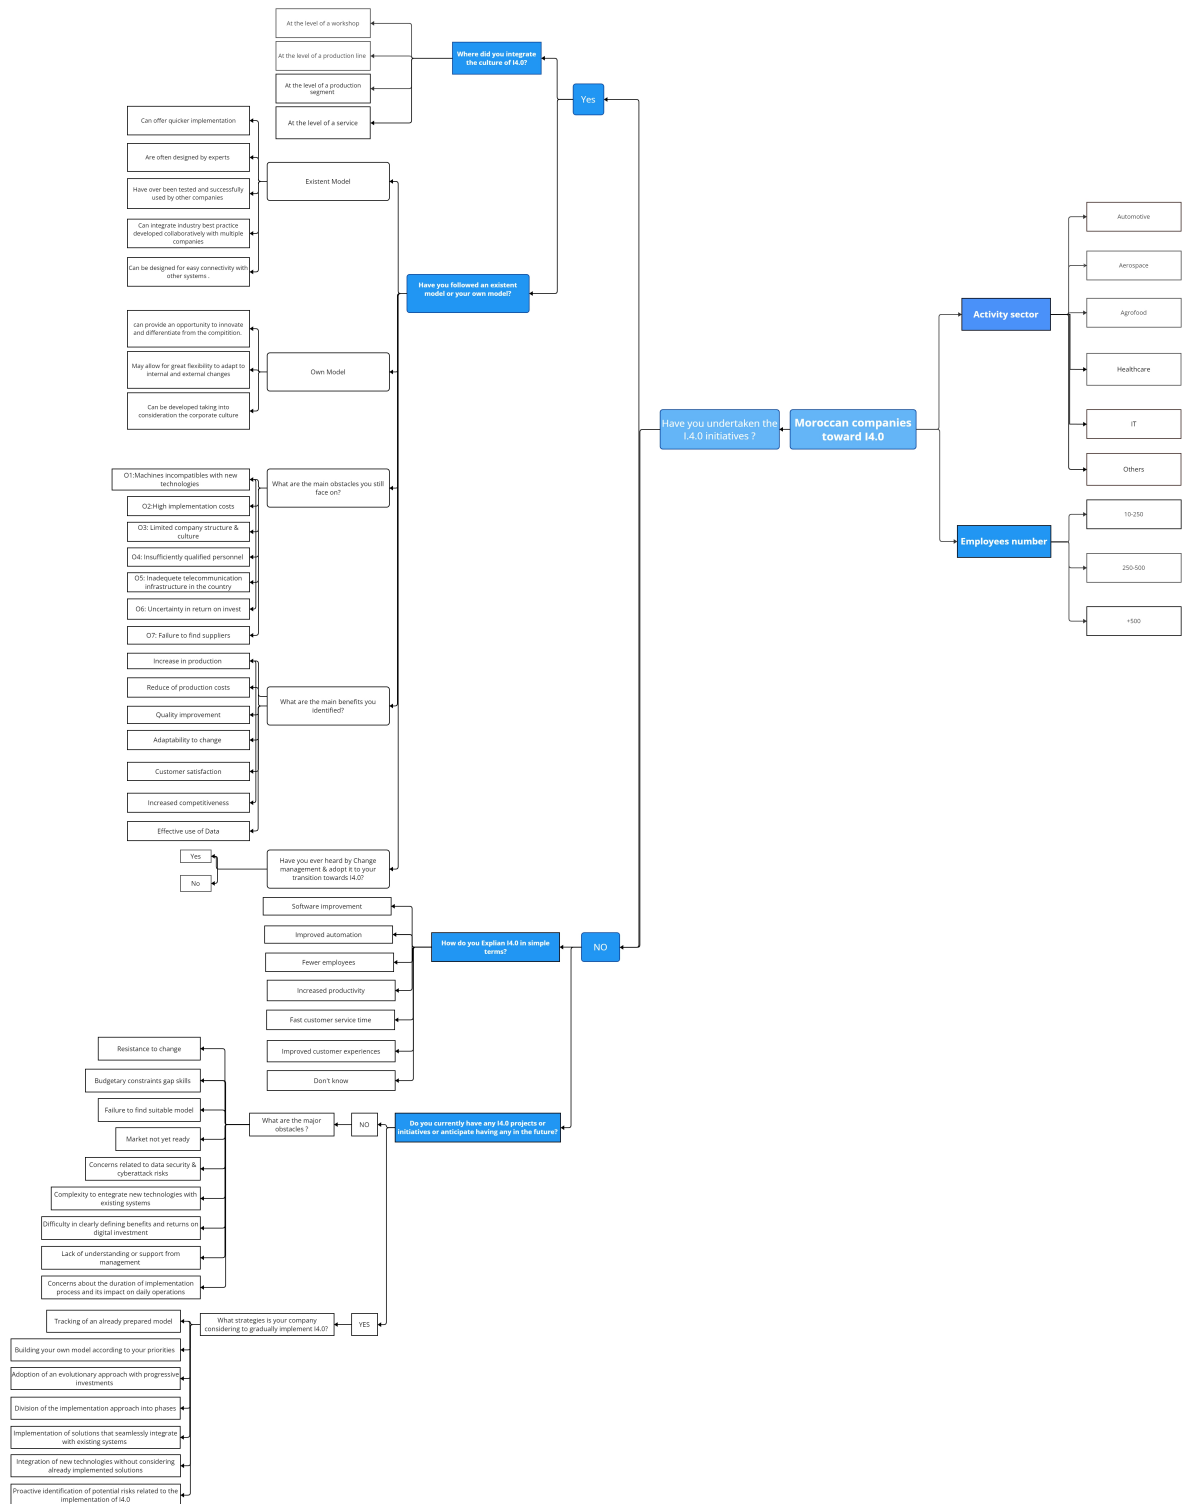 At the level of a workshop
At the level of a production line
At the level of a production
segment
At the level of a service
Where did you integrate
the culture of I4.0?
Yes
Can offer quicker implementation
Are often designed by experts
Have over been tested and successfully
used by other companies
Can integrate industry best practice
developed collaboratively with multiple
companies
Can be designed for easy connectivity with
other systems .
Existent Model
Have you followed an existent
model or your own model?
can provide an opportunity to innovate
and differentiate from the compitition.
May allow for great flexibility to adapt to
internal and external changes
Can be developed taking into
consideration the corporate culture
Own Model
Automotive
Aerospace
Agrofood
Healthcare
IT
Others
Activity sector
Have you undertaken the
I.4.0 initiatives ?
Moroccan companies
toward I4.0
Employees number
10-250
250-500
+500
O1:Machines incompatibles with new
technologies
O2:High implementation costs
O3: Limited company structure &
culture
O4: Insufficiently qualified personnel
O5: Inadequete telecommunication
infrastructure in the country
O6: Uncertainty in return on invest
O7: Failure to find suppliers
What are the main obstacles you still
face on?
Increase in production
Reduce of production costs
Quality improvement
Adaptability to change
Customer satisfaction
Increased competitiveness
Effective use of Data
What are the main benefits you
identified?
Yes
No
Have you ever heard by Change
management & adopt it to your
transition towards I4.0?
Software improvement
Improved automation
Fewer employees
Increased productivity
Fast customer service time
Improved customer experiences
Don't know
How do you Explian I4.0 in simple
terms?
NO
Resistance to change
Budgetary constraints gap skills
Failure to find suitable model
Market not yet ready
Concerns related to data security &
cyberattack risks
Complexity to entegrate new technologies with
existing systems
Difficulty in clearly defining benefits and returns on
digital investment
Lack of understanding or support from
management
Concerns about the duration of implementation
process and its impact on daily operations
What are the major
obstacles ?
NO
Do you currently have any I4.0 projects or
initiatives or anticipate having any in the future?
Tracking of an already prepared model
Building your own model according to your priorities
Adoption of an evolutionary approach with progressive
investments
Division of the implementation approach into phases
Implementation of solutions that seamlessly integrate
with existing systems
Integration of new technologies without considering
already implemented solutions
Proactive identification of potential risks related to the
implementation of I4.0
What strategies is your company
considering to gradually implement I4.0?
YES